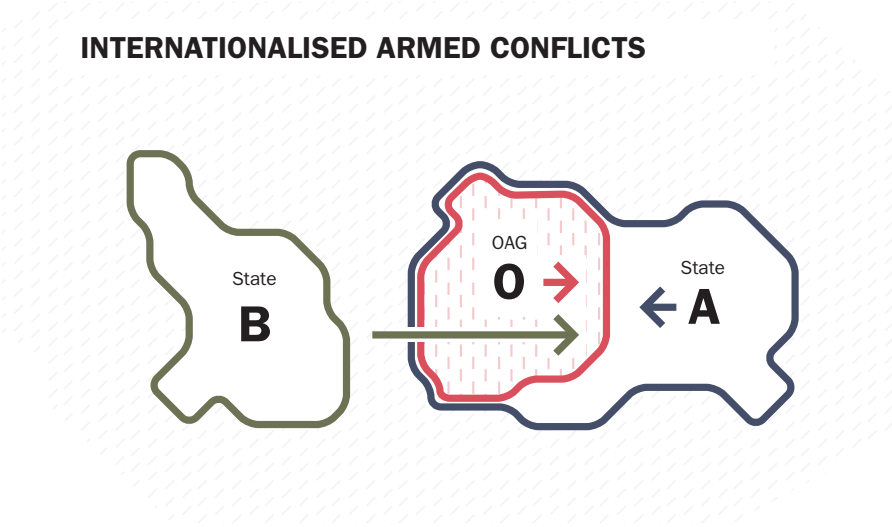 INTERNATIONALISED ARMED CONFLICTS
State
B
OAG
O
State
A